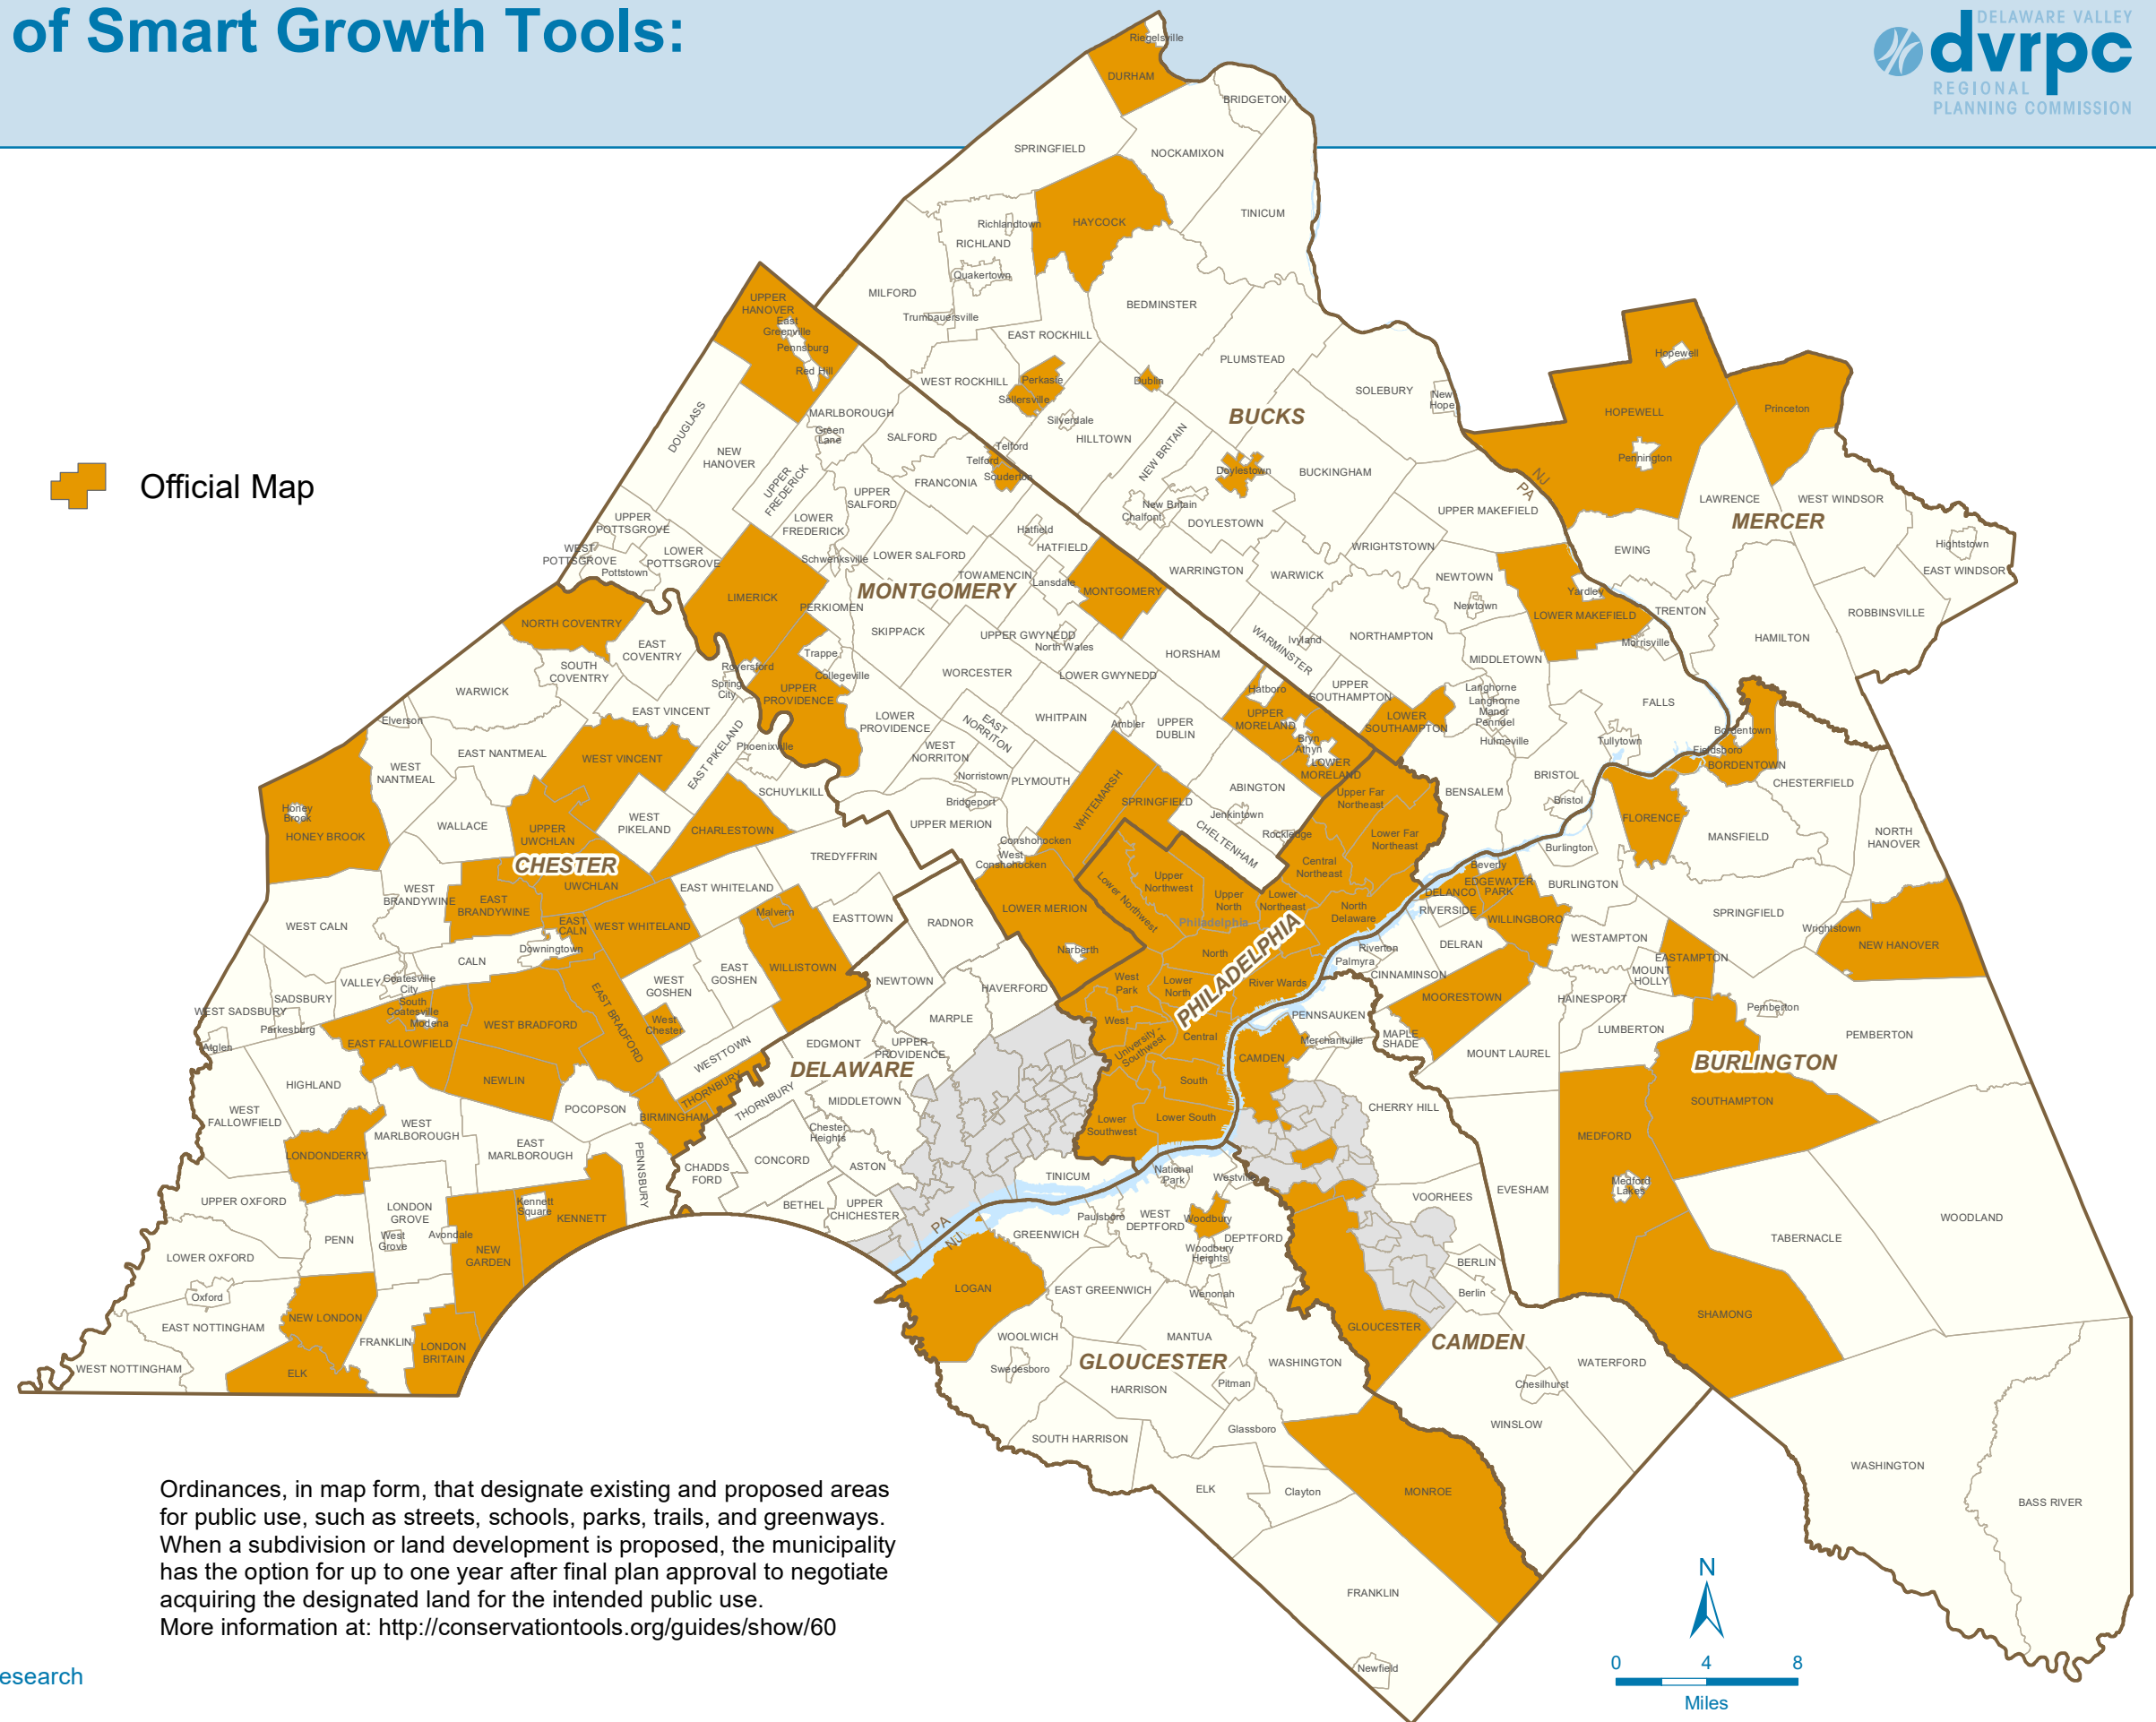 of Smart Growth Tools:
DELAWARE VALLEY
dvrpc
REGIONAL
PLANNING COMMISSION
Official Map
Riegelsville
DURHAM
BRIDGETON
SPRINGFIELD
NOCKAMIXON
TINICUM
HAYCOCK
Richlandtown
RICHLAND
Quakertown
MILFORD
Trumbauersville
BEDMINSTER
EAST ROCKHILL
PLUMSTEAD
WEST ROCKHILL
Perkasie
Sellersville
Dublin
Silverdale
HILLTOWN
BUCKS
SOLEBURY
New
Hope
NEW BRITAIN
Doylestown
BUCKINGHAM
New Britain
Chalfont
DOYLESTOWN
UPPER MAKEFIELD
WRIGHTSTOWN
WARRINGTON
WARWICK
NEWTOWN
Newtown
Yardley
LOWER MAKEFIELD
Morrisville
Ivyland
NORTHAMPTON
WARMINSTER
UPPER
SOUTHAMPTON
MIDDLETOWN
Langhorne
Langhorne
Manor
Penndel
Hulmeville
FALLS
Tullytown
LOWER
SOUTHAMPTON
BENSALEM
BRISTOL
Bristol
UPPER
HANOVER
East
Greenville
Pennsburg
Red Hill
DOUGLASS
NEW
HANOVER
MARLBOROUGH
Green
Lane
SALFORD
UPPER
FREDERICK
UPPER
SALFORD
Telford
Telford
Souderton
FRANCONIA
LOWER
FREDERICK
UPPER
POTTSGROVE
WEST
POTTSGROVE
Pottstown
LOWER
POTTSGROVE
Schwenksville
LOWER SALFORD
Hatfield
HATFIELD
TOWAMENCIN
Lansdale
MONTGOMERY
MONTGOMERY
LIMERICK
PERKIOMEN
SKIPPACK
UPPER GWYNEDD
North Wales
HORSHAM
Trappe
Collegeville
Royersford
UPPER
PROVIDENCE
WORCESTER
LOWER GWYNEDD
LOWER
PROVIDENCE
EAST
NORRITON
WHITPAIN
Ambler
UPPER
DUBLIN
Hatboro
UPPER
MORELAND
Bryn
Athyn
LOWER
MORELAND
WEST
NORRITON
Norristown
PLYMOUTH
Bridgeport
UPPER MERION
WHITEMARSH
SPRINGFIELD
ABINGTON
Jenkintown
Rockledge
CHELTENHAM
Conshohocken
West
Conshohocken
LOWER MERION
Narberth
HOPEWELL
Hopewell
Pennington
Princeton
NJ
PA
LAWRENCE
WEST WINDSOR
MERCER
EWING
Hightstown
EAST WINDSOR
TRENTON
ROBBINSVILLE
HAMILTON
NORTH COVENTRY
EAST
COVENTRY
SOUTH
COVENTRY
Spring
City
WARWICK
Elverson
EAST VINCENT
EAST PIKELAND
Phoenixville
EAST NANTMEAL
WEST VINCENT
WEST
NANTMEAL
SCHUYLKILL
Honey
Brook
HONEY BROOK
WALLACE
UPPER
UWCHLAN
WEST
PIKELAND
CHARLESTOWN
CHESTER
UWCHLAN
TREDYFFRIN
WEST
BRANDYWINE
EAST
BRANDYWINE
EAST WHITELAND
WEST CALN
EAST
CALN
WEST WHITELAND
Malvern
EASTTOWN
Downingtown
CALN
WILLISTOWN
VALLEY
Coatesville
City
WEST
GOSHEN
EAST
GOSHEN
SADSBURY
WEST SADSBURY
Parkesburg
South
Coatesville
Modena
WEST BRADFORD
EAST BRADFORD
West
Chester
WESTTOWN
Atglen
EAST FALLOWFIELD
HIGHLAND
NEWLIN
THORNBURY
POCOPSON
BIRMINGHAM
WEST
FALLOWFIELD
LONDONDERRY
WEST
MARLBOROUGH
EAST
MARLBOROUGH
PENNSBURY
UPPER OXFORD
LONDON
GROVE
Kennett
Square
KENNETT
PENN
West
Grove
Avondale
NEW
GARDEN
LOWER OXFORD
Oxford
NEW LONDON
EAST NOTTINGHAM
FRANKLIN
LONDON
BRITAIN
WEST NOTTINGHAM
ELK
RADNOR
NEWTOWN
HAVERFORD
MARPLE
EDGMONT
UPPER
PROVIDENCE
DELAWARE
THORNBURY
MIDDLETOWN
Chester
Heights
CHADDS
FORD
CONCORD
ASTON
BETHEL
UPPER
CHICHESTER
TINICUM
PA
NJ
Upper Far
Northeast
Lower Far
Northeast
Central
Northeast
Upper
Northwest
Lower Northwest
Upper
North
Lower
Northeast
North
Delaware
Philadelphia
PHILADELPHIA
North
West
Park
Lower
North
River Wards
West
University -
Southwest
Central
South
Lower
Southwest
Lower South
Bordentown
Fieldsboro
BORDENTOWN
CHESTERFIELD
FLORENCE
MANSFIELD
NORTH
HANOVER
Burlington
BURLINGTON
Beverly
EDGEWATER
PARK
DELANCO
RIVERSIDE
WILLINGBORO
SPRINGFIELD
Wrightstown
NEW HANOVER
DELRAN
WESTAMPTON
Riverton
Palmyra
CINNAMINSON
EASTAMPTON
MOUNT
HOLLY
MOORESTOWN
HAINESPORT
Pemberton
PEMBERTON
LUMBERTON
MAPLE
SHADE
MOUNT LAUREL
BURLINGTON
SOUTHAMPTON
MEDFORD
Medford
Lakes
EVESHAM
WOODLAND
TABERNACLE
SHAMONG
WASHINGTON
BASS RIVER
PENNSAUKEN
Merchantville
CAMDEN
CHERRY HILL
VOORHEES
BERLIN
Berlin
GLOUCESTER
CAMDEN
WATERFORD
Chesilhurst
WINSLOW
National
Park
Westville
Paulsboro
WEST
DEPTFORD
Woodbury
GREENWICH
Woodbury
Heights
DEPTFORD
LOGAN
EAST GREENWICH
Wenonah
WOOLWICH
Swedesboro
MANTUA
GLOUCESTER
WASHINGTON
HARRISON
Pitman
Glassboro
SOUTH HARRISON
ELK
Clayton
MONROE
FRANKLIN
Newfield
Ordinances, in map form, that designate existing and proposed areas
for public use, such as streets, schools, parks, trails, and greenways.
When a subdivision or land development is proposed, the municipality
has the option for up to one year after final plan approval to negotiate
acquiring the designated land for the intended public use.
More information at: http://conservationtools.org/guides/show/60
esearch
N
0 4 8
Miles